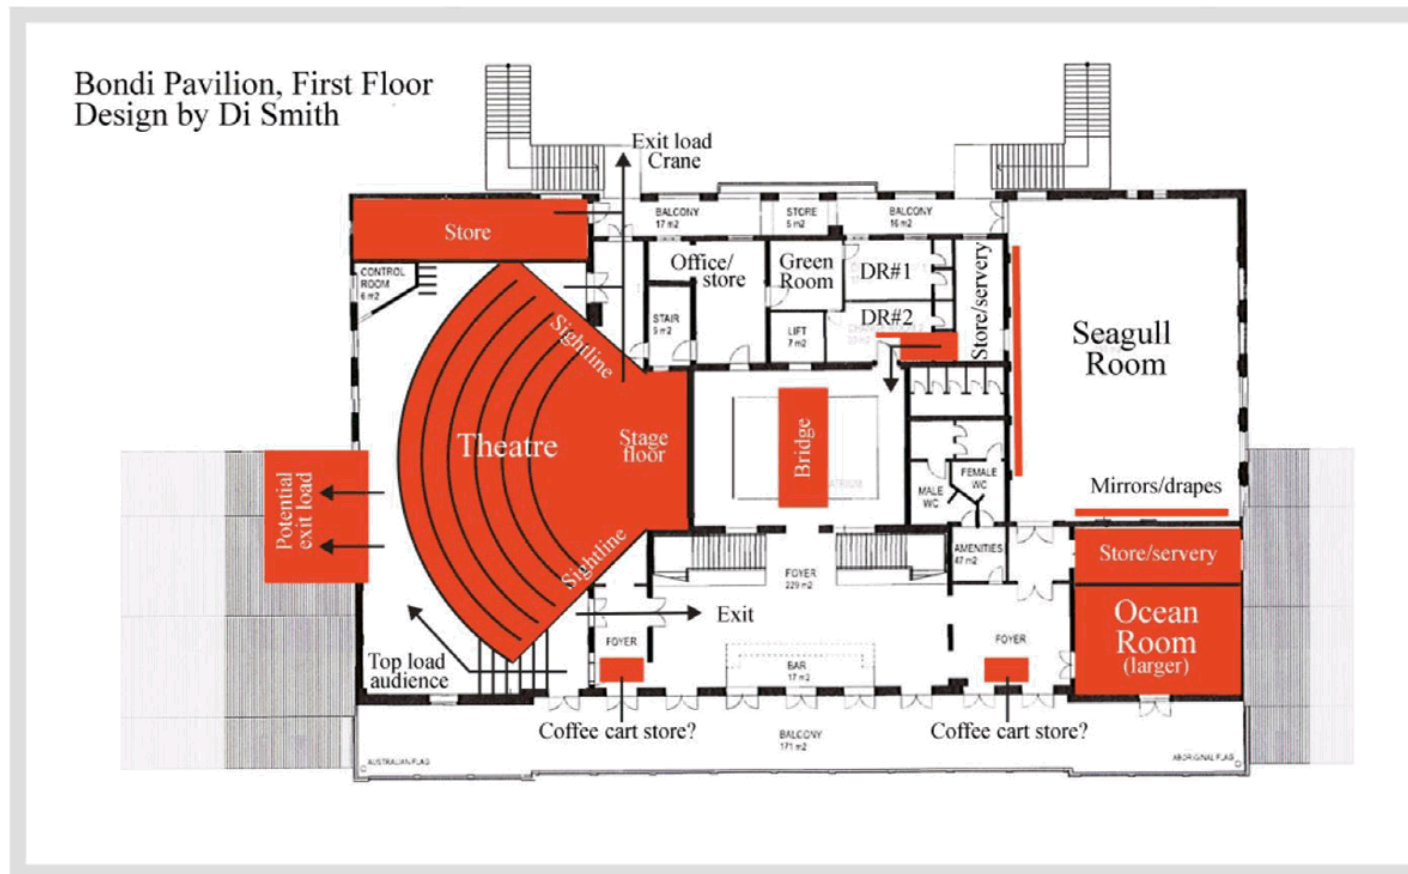 Bondi Pavilion, First Floor
Design by Di Smith
Exit load
Crane
Store
BALCONY
17 m2
STORE
5 m2
BALCONY
16 m2
CONTROL
ROOM
6 m2
Office/
store
Green
Room
DR#1
DR#2
Store/servery
STAIR
5 m2
LIFT
7 m2
Seagull
Room
Sightline
Theatre
Stage
floor
Bridge
Potential
exit load
MALE
WC
FEMALE
WC
Mirrors/drapes
Sightline
AMENITIES
47 m2
Store/servery
FOYER
229 m2
Exit
FOYER
FOYER
Ocean
Room
(larger)
Top load
audience
BAR
17 m2
Coffee cart store?
Coffee cart store?
BALCONY
171 m2
AUSTRALIAN FLAG
ABORIGINAL FLAG